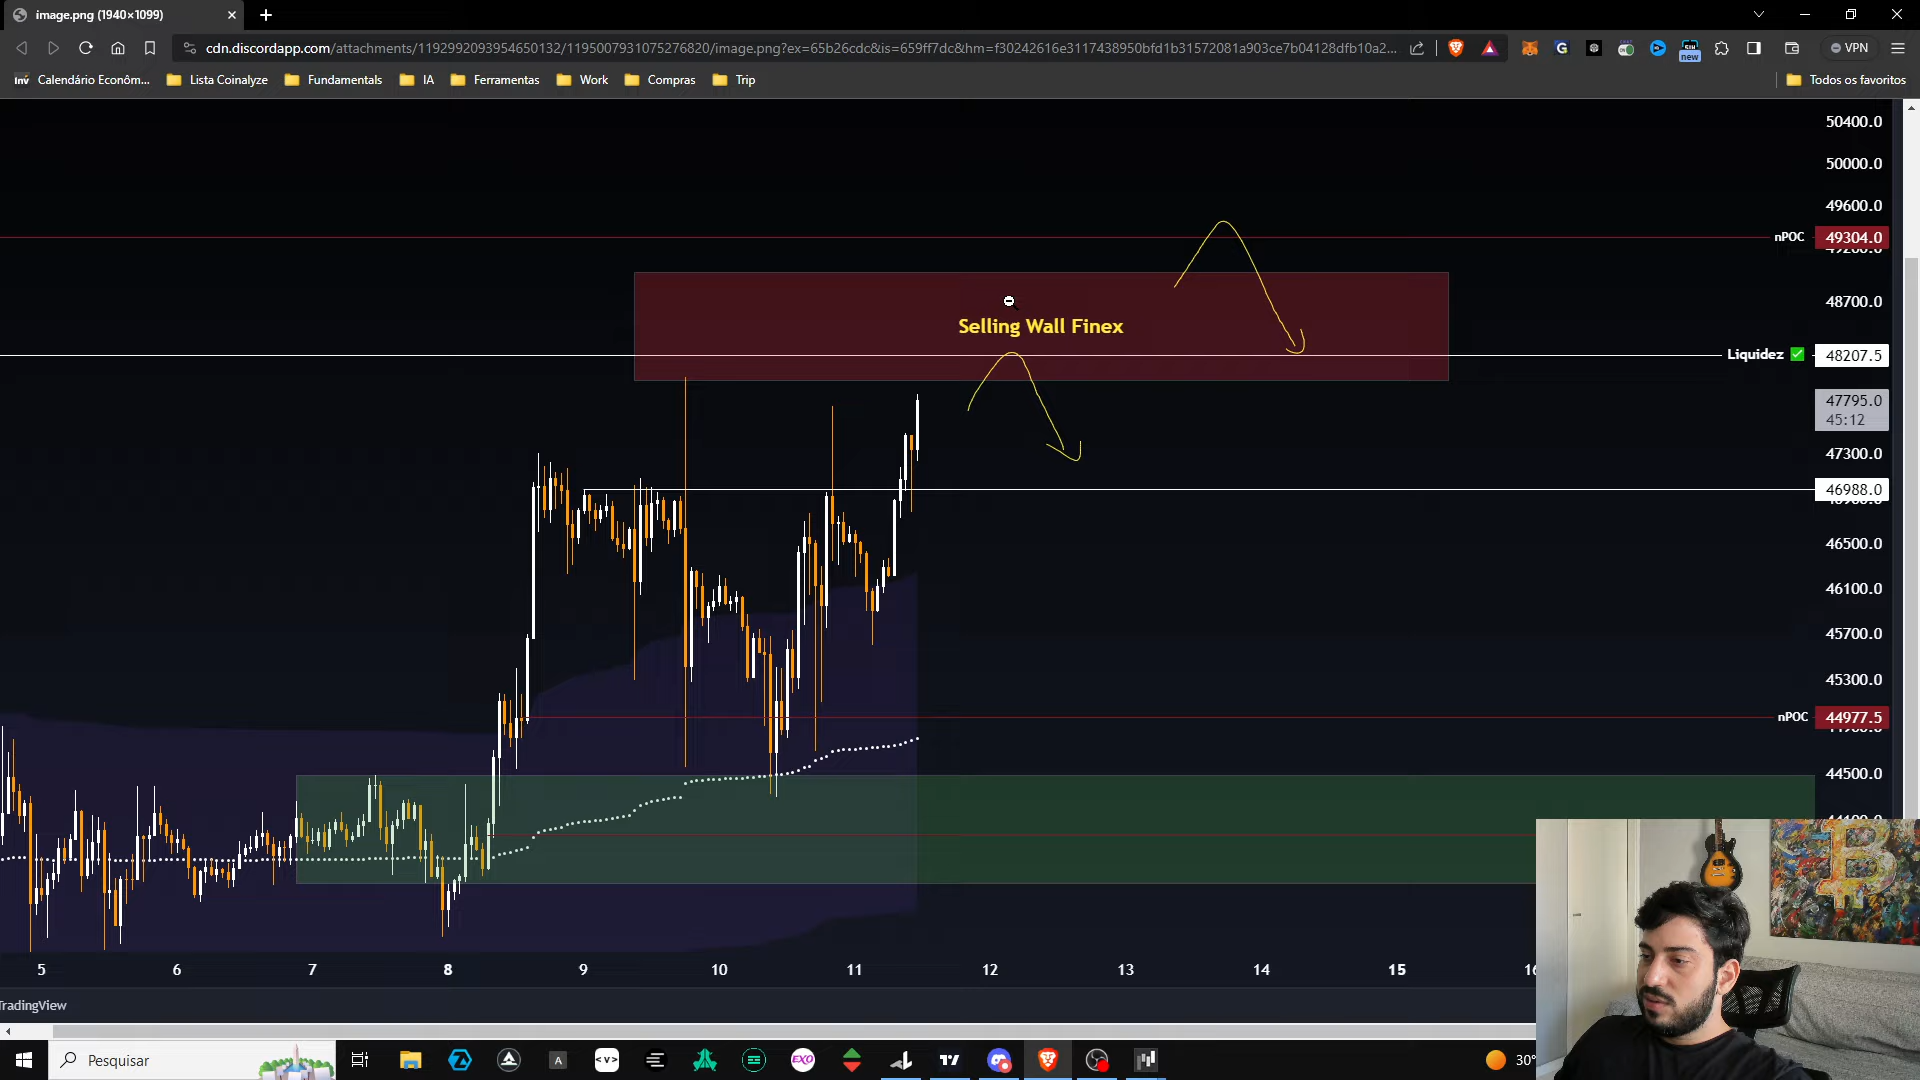 image.png (1940×1099)
cdn.discordapp.com/attachments/1192992093954650132/1195007931075276820/image.png?ex=65b26cdc&is=659ff7dc&hm=f30242616e3117438950bfd1b31572081a903ce7b04128dfb10a2...
new
VPN
Inv Calendário Econôm...
Lista Coinalyze
Fundamentals
IA
Ferramentas
Work
Compras
Trip
Todos os favoritos
50400.0
50000.0
49600.0
nPOC 49304.0
48700.0
Selling Wall Finex
Liquidez 48207.5
47795.0
45:12
47300.0
46988.0
46500.0
46100.0
45700.0
45300.0
nPOC 44977.5
44500.0
5 6 7 8 9 10 11 12 13 14 15
TradingView
Pesquisar
EXO
30°